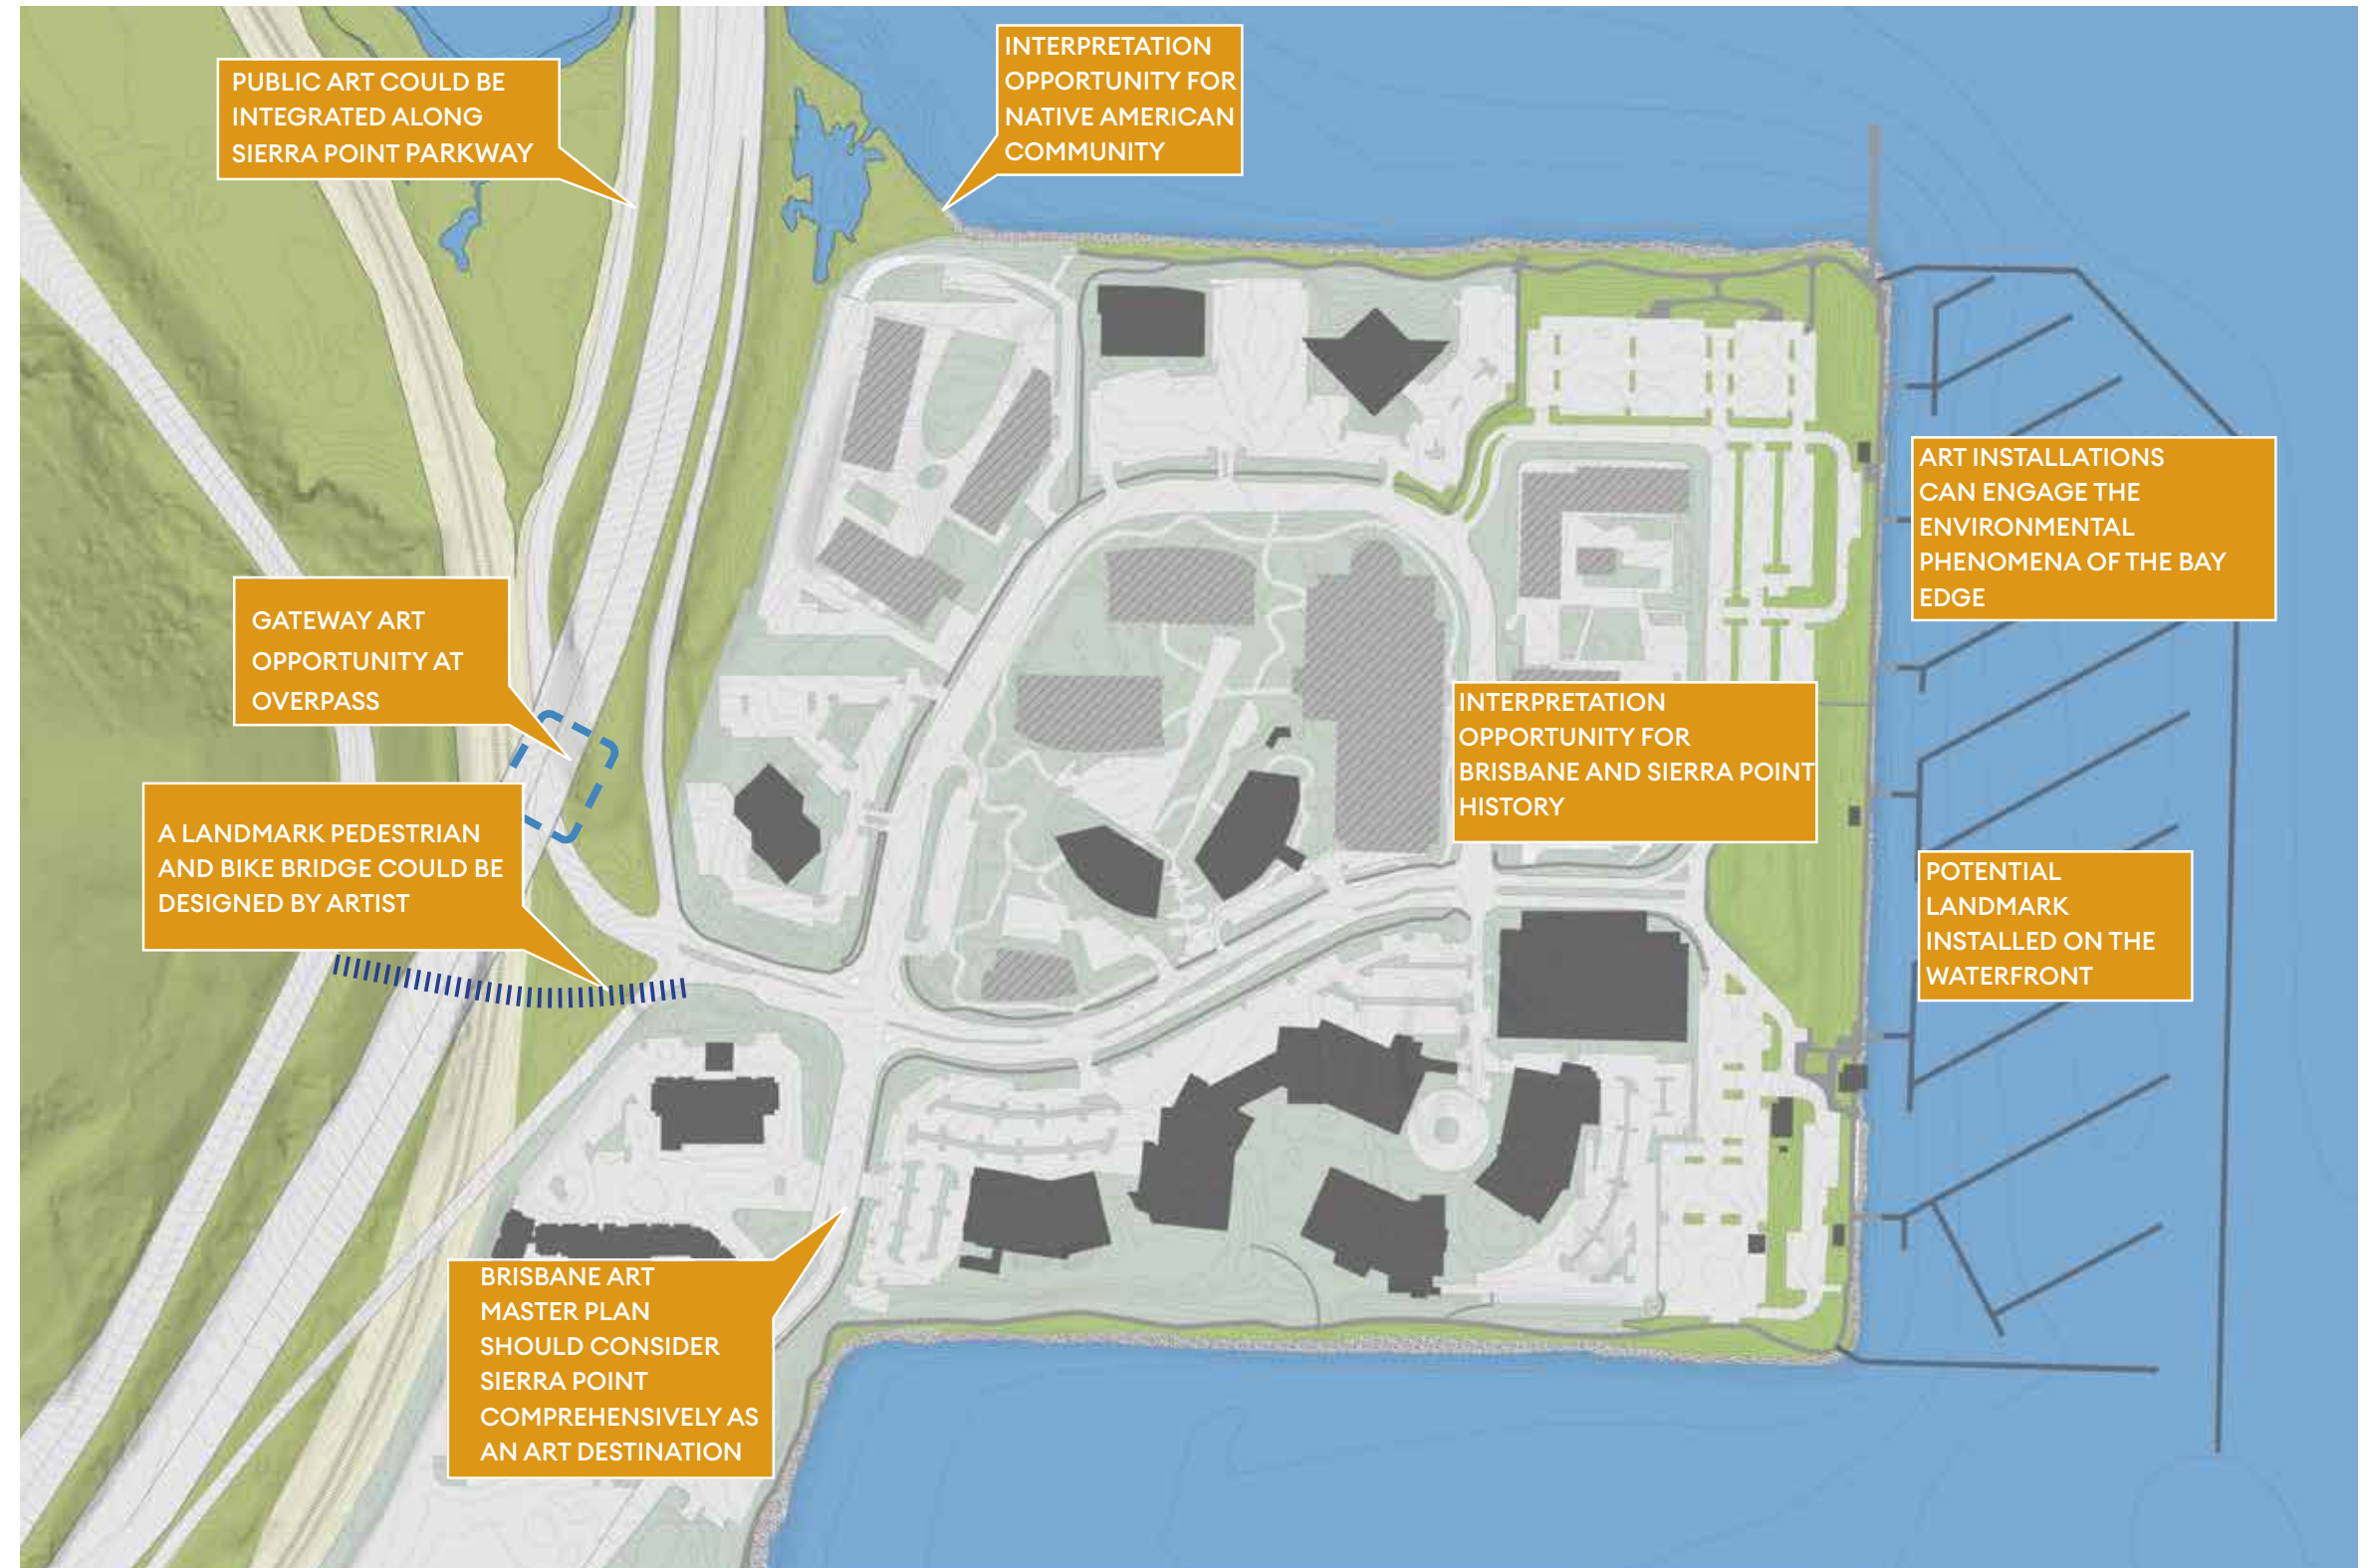 PUBLIC ART COULD BE
INTEGRATED ALONG
SIERRA POINT PARKWAY
INTERPRETATION
OPPORTUNITY FOR
NATIVE AMERICAN
COMMUNITY
ART INSTALLATIONS
CAN ENGAGE THE
ENVIRONMENTAL
PHENOMENA OF THE BAY
EDGE
GATEWAY ART
OPPORTUNITY AT
OVERPASS
INTERPRETATION
OPPORTUNITY FOR
BRISBANE AND SIERRA POINT
HISTORY
A LANDMARK PEDESTRIAN
AND BIKE BRIDGE COULD BE
DESIGNED BY ARTIST
POTENTIAL
LANDMARK
INSTALLED ON THE
WATERFRONT
BRISBANE ART
MASTER PLAN
SHOULD CONSIDER
SIERRA POINT
COMPREHENSIVELY AS
AN ART DESTINATION